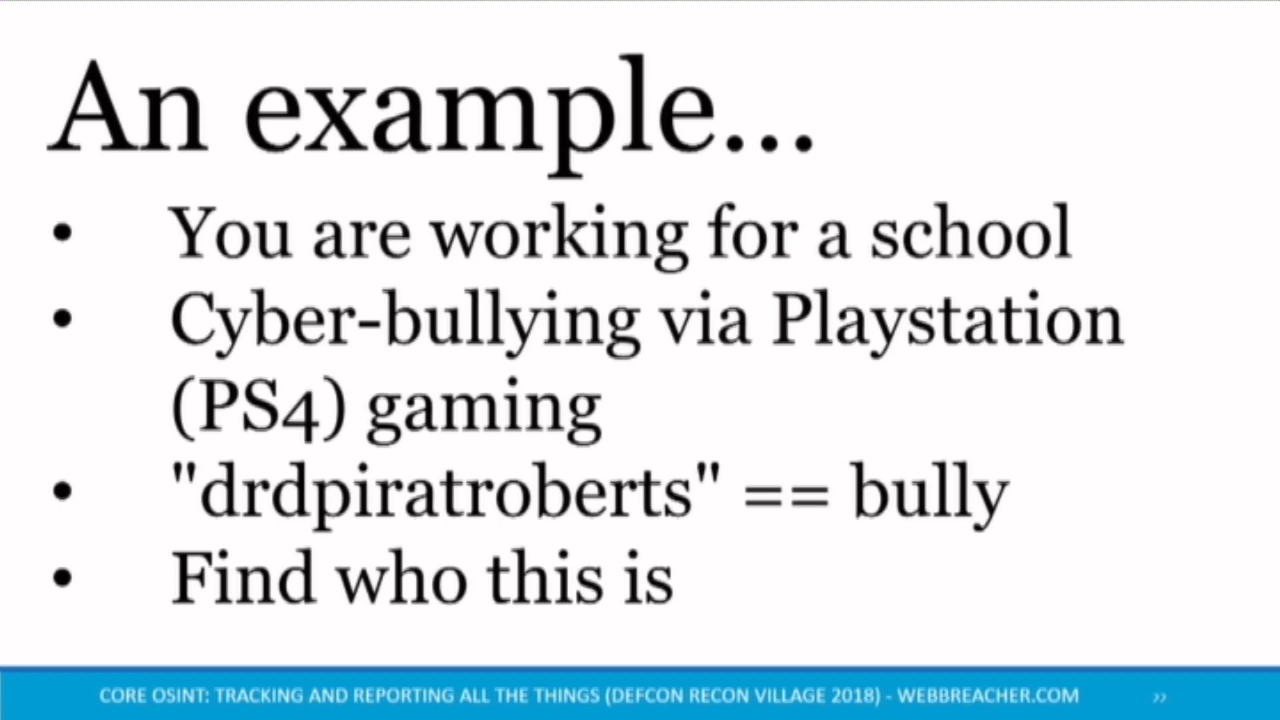 An example...
• You are working for a school
• Cyber-bullying via Playstation
(PS4) gaming
• "drdpiratroberts" == bully
• Find who this is
CORE OSINT: TRACKING AND REPORTING ALL THE THINGS (DEFCON RECON VILLAGE 2018) - WEBBREACHER.COM ››